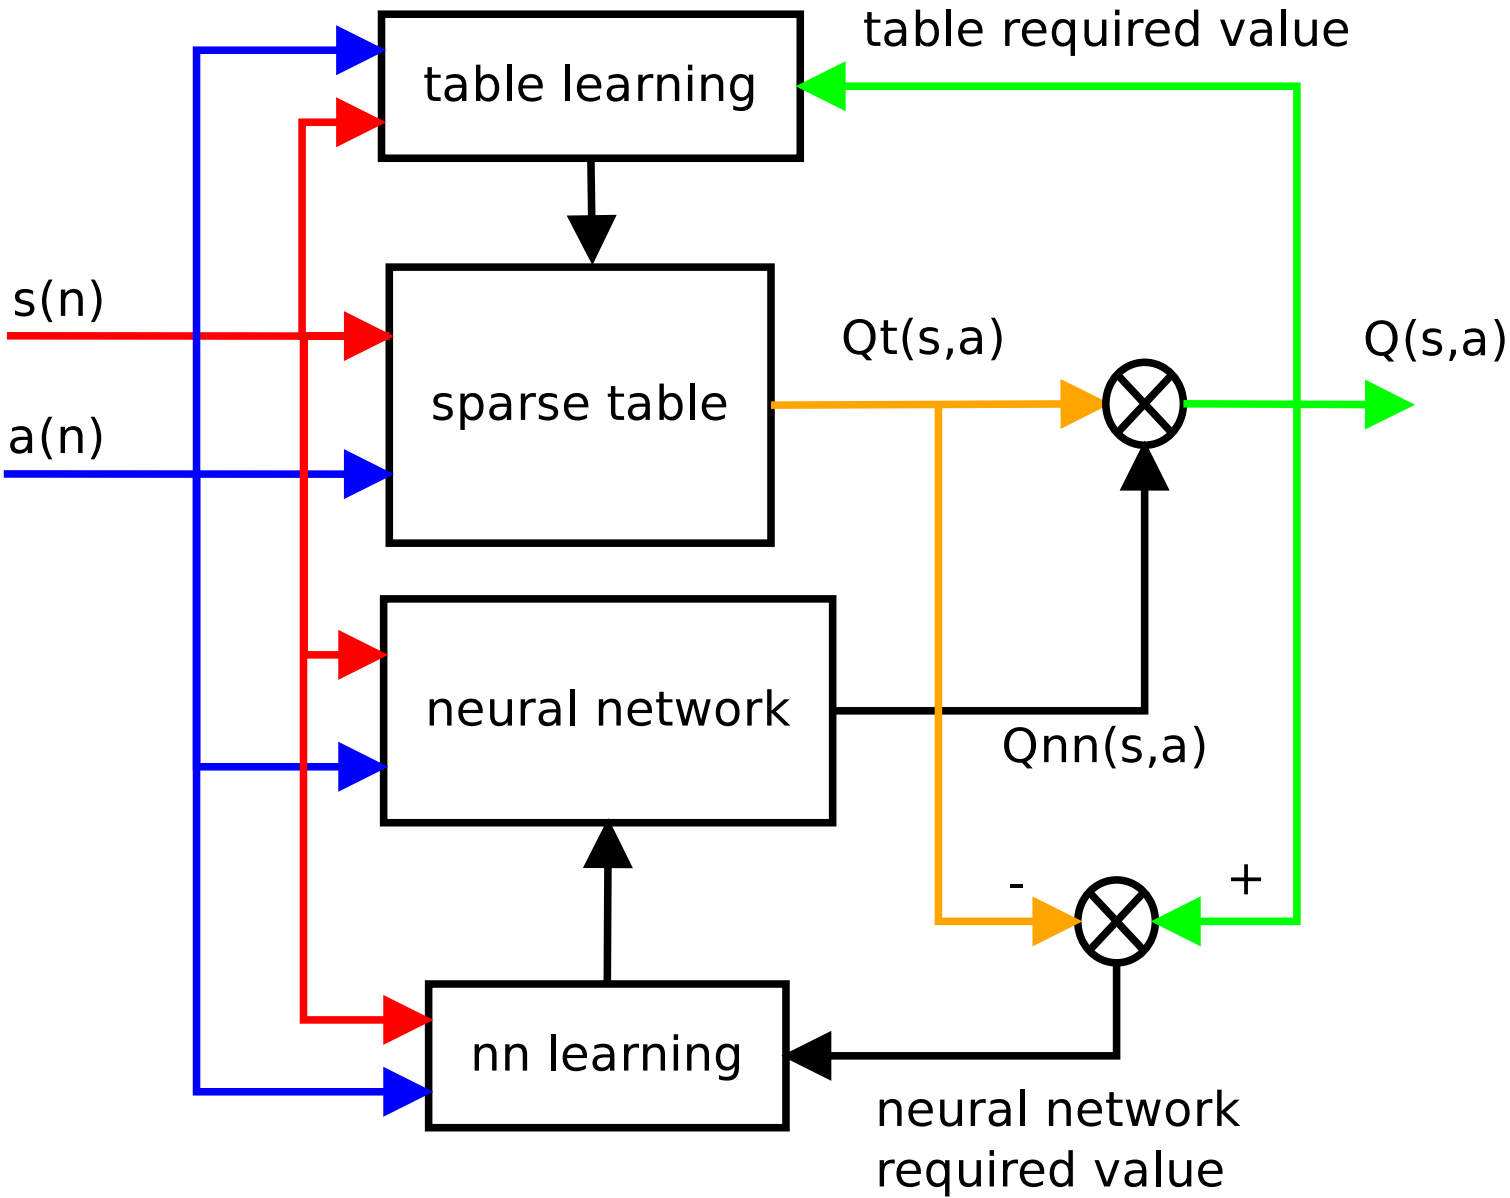 table required value
table learning
s(n)
Qt(s,a)
Q(s,a)
sparse table
a(n)
neural network
Qnn(s,a)
-
+
nn learning
neural network
required value